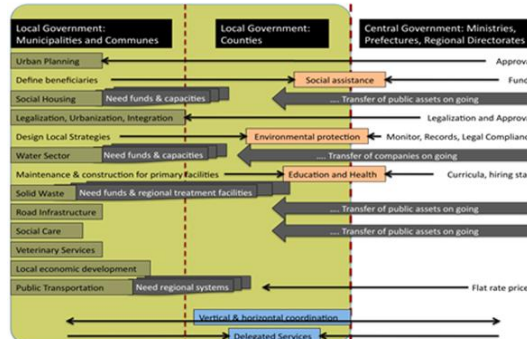 Local Government:
Municipalities and Communes
Local Government:
Counties
Central Government: Ministries,
Prefectures, Regional Directorates
Urban Planning
Define beneficiaries
Social assistance
Social Housing
Need funds & capacities
.... Transfer of public assets on going
Legalization, Urbanization, Integration
Legalization and
Design Local Strategies
Environmental protection
Monitor, Records, Legal
Water Sector
Need funds & capacities
.... Transfer of companies on going
Maintenance & construction for primary facilities
Education and Health
Curricula, hiring
Solid Waste
Need funds & regional treatment facilities
Road Infrastructure
.... Transfer of public assets on going
Social Care
.... Transfer of public assets on going
Veterinary Services
Local economic development
Public Transportation
Need regional systems
Flat rate
Vertical & horizontal coordination
Delegated Services